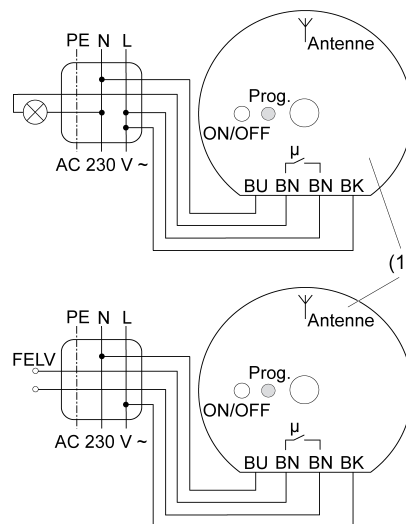 PE N L
Antenne
Prog.
ON/OFF
µ
AC 230 V ~
BU BN BN BK
(1
PE N L
Antenne
FELV
Prog.
ON/OFF
µ
AC 230 V ~
BU BN BN BK